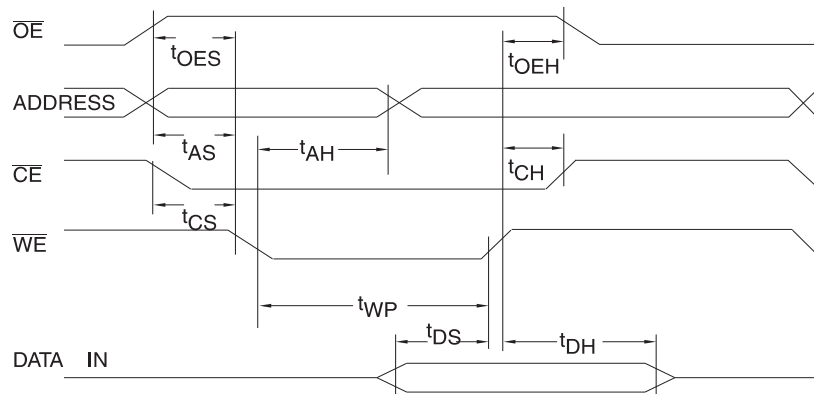 OE
tOES
tOEH
ADDRESS
tAS
tAH
tCH
CE
tCS
WE
tWP
tDS
tDH
DATA IN